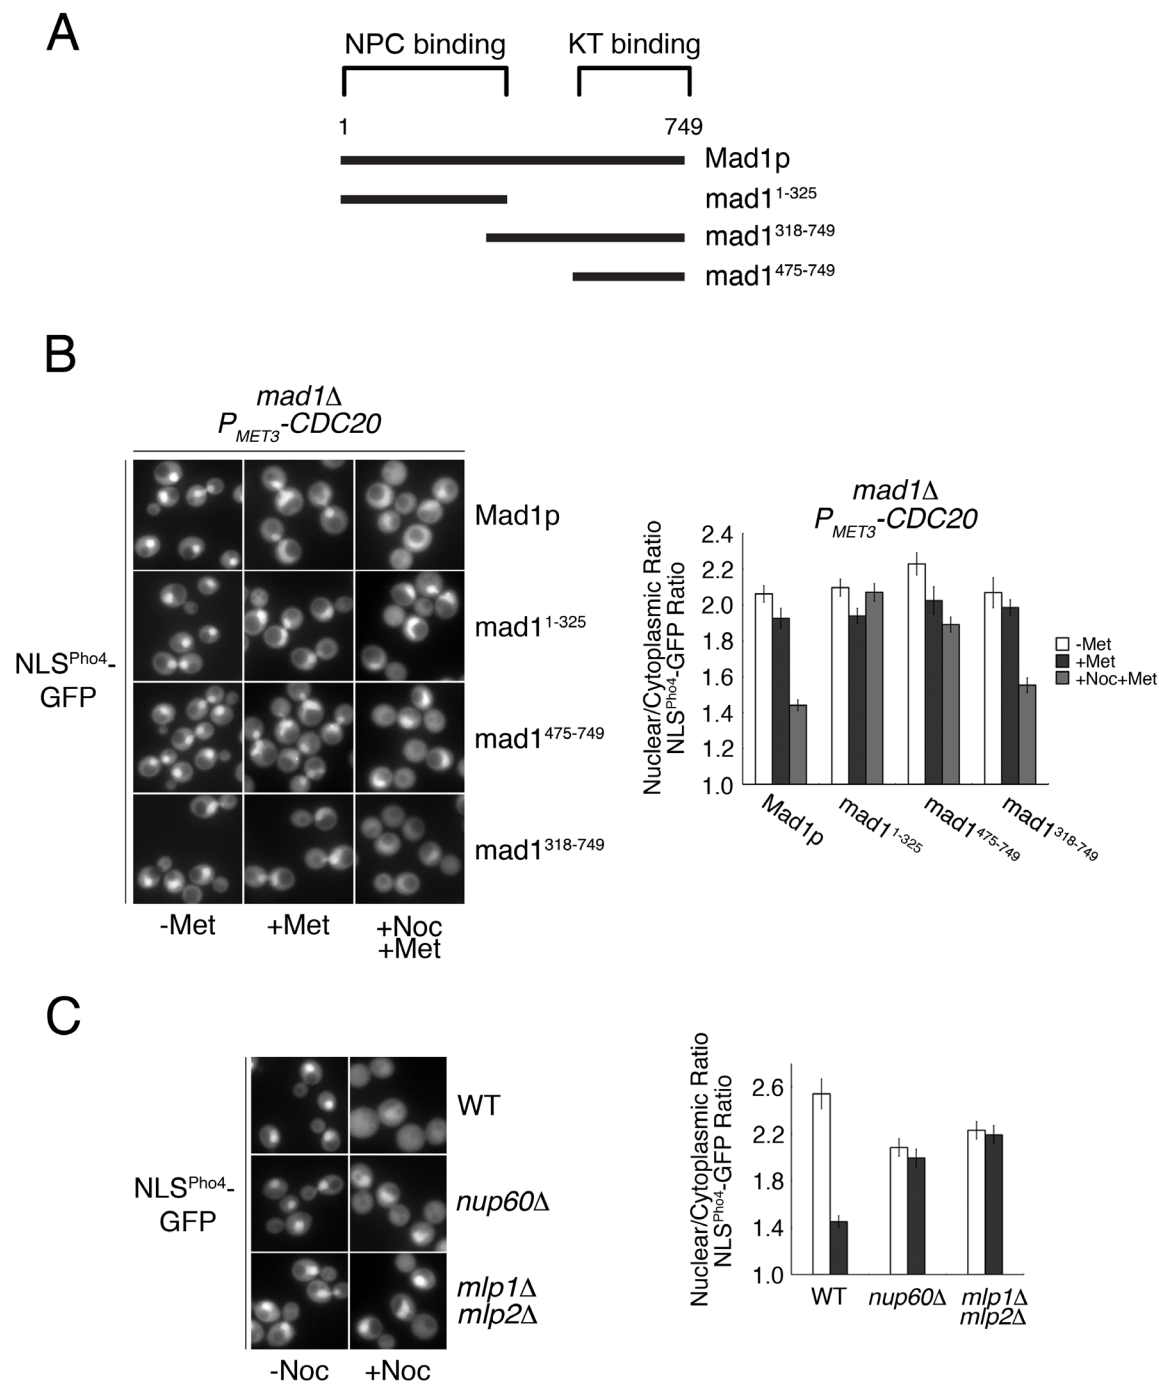 A
NPC binding
KT binding
1
749
Mad1p
mad1^1-325
mad1^318-749
mad1^475-749
B
mad1Δ
P_MET3-CDC20
NLS^Pho4-
GFP
Mad1p
mad1^1-325
mad1^475-749
mad1^318-749
-Met
+Met
+Noc
+Met
mad1Δ
P_MET3-CDC20
Nuclear/Cytoplasmic Ratio
NLS^Pho4-GFP Ratio
2.4
2.2
2.0
1.8
1.6
1.4
1.2
1.0
Mad1p
mad1^1-325
mad1^475-749
mad1^318-749
-Met
+Met
+Noc+Met
C
NLS^Pho4-
GFP
WT
nup60Δ
mlp1Δ
mlp2Δ
-Noc
+Noc
Nuclear/Cytoplasmic Ratio
NLS^Pho4-GFP Ratio
2.6
2.2
1.8
1.4
1.0
WT
nup60Δ
mlp1Δ
mlp2Δ